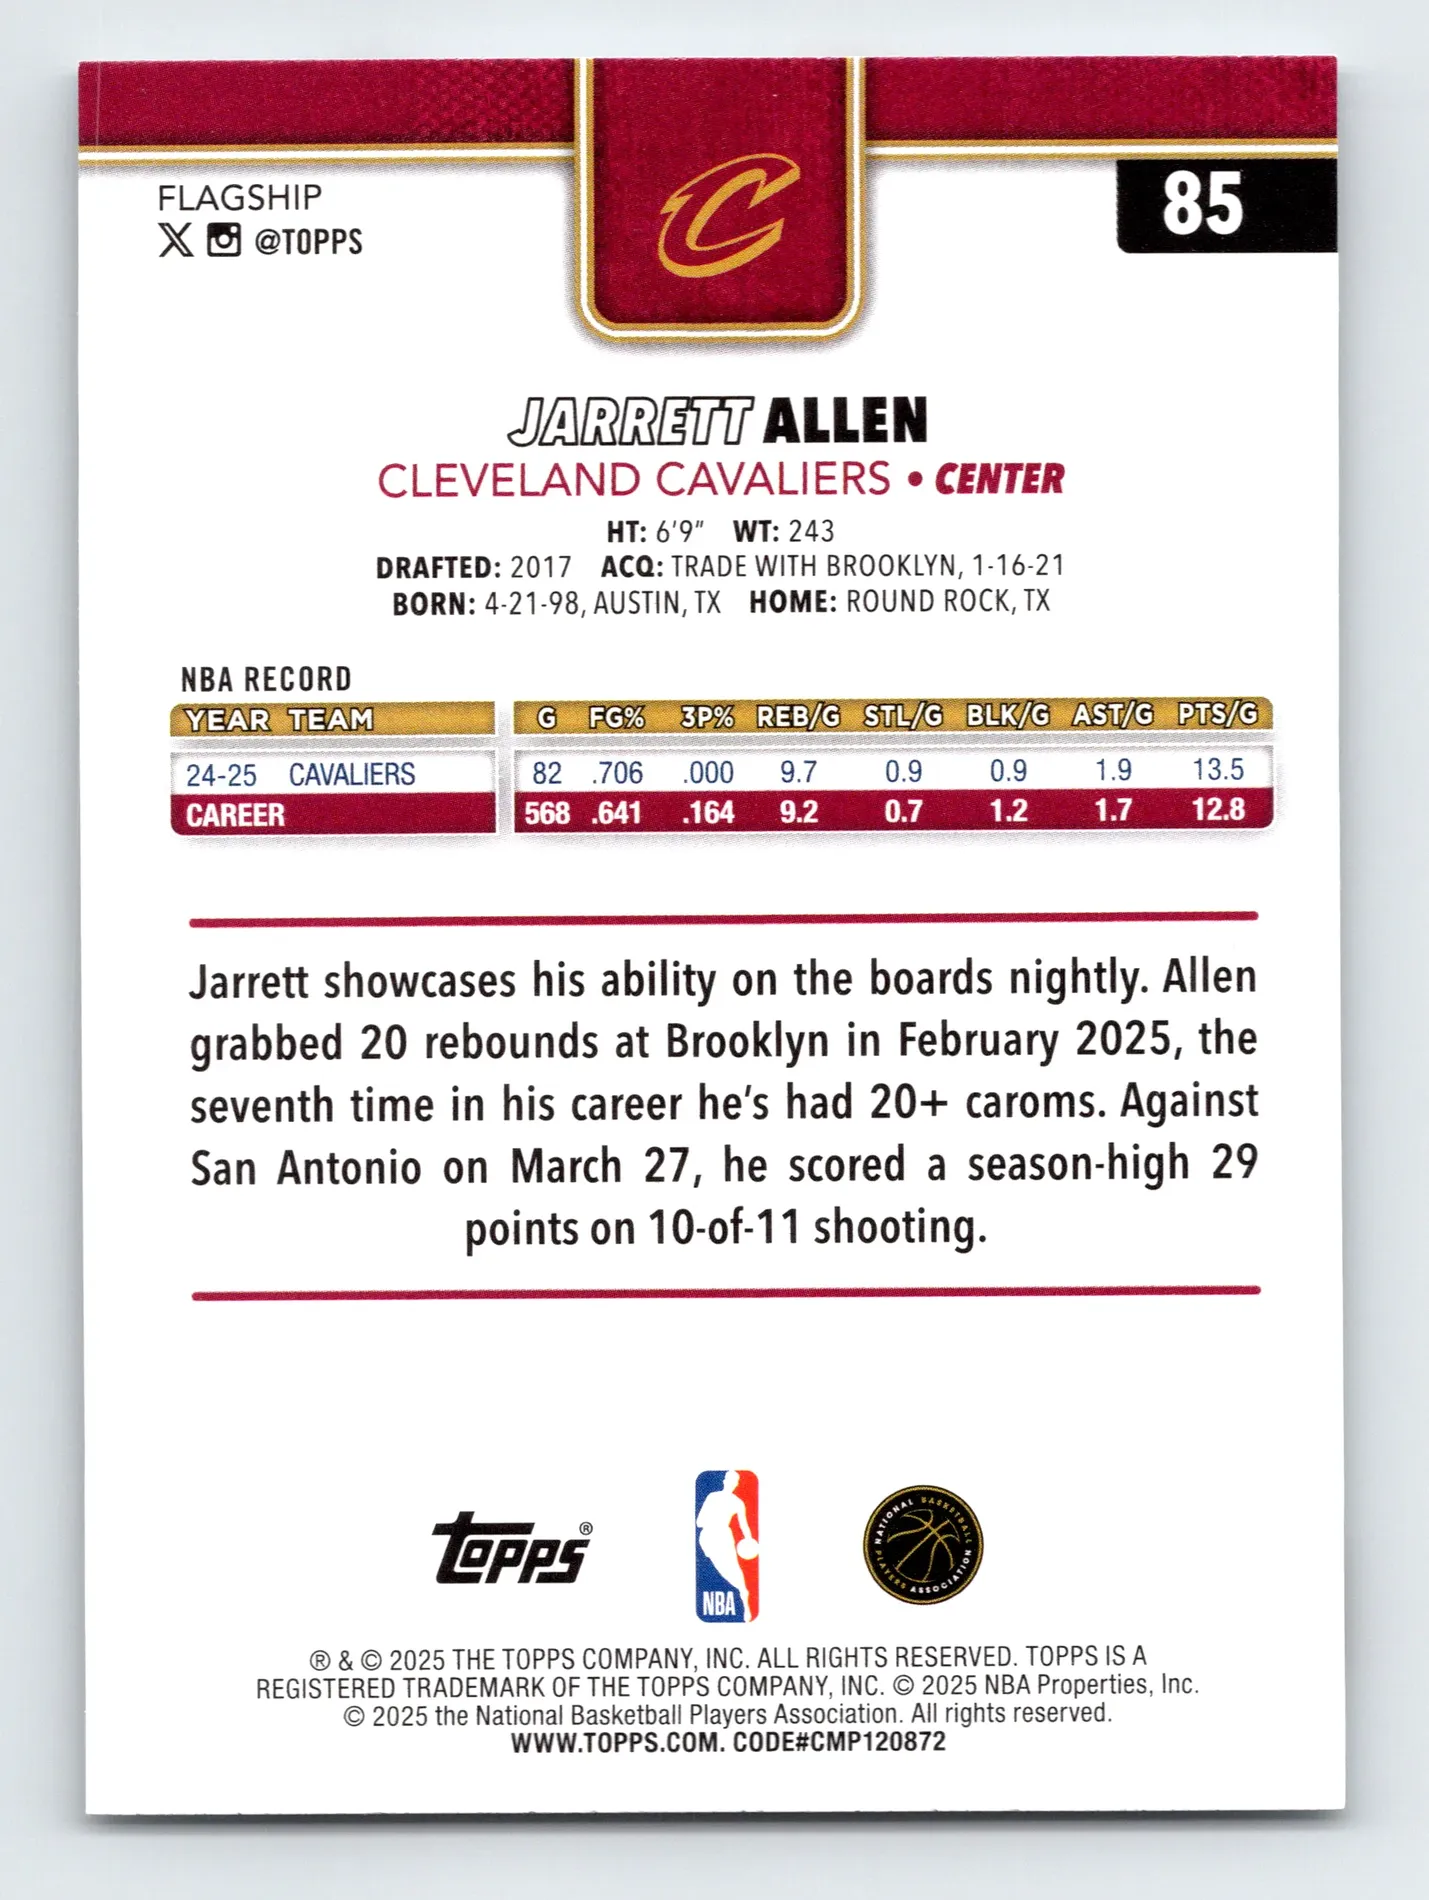 FLAGSHIP
@TOPPS
85
JARRETT ALLEN
CLEVELAND CAVALIERS • CENTER
HT: 6'9" WT: 243
DRAFTED: 2017 ACQ: TRADE WITH BROOKLYN, 1-16-21
BORN: 4-21-98, AUSTIN, TX HOME: ROUND ROCK, TX
NBA RECORD
YEAR TEAM G FG% 3P% REB/G STL/G BLK/G AST/G PTS/G
24-25 CAVALIERS 82 .706 .000 9.7 0.9 0.9 1.9 13.5
CAREER 568 .641 .164 9.2 0.7 1.2 1.7 12.8
Jarrett showcases his ability on the boards nightly. Allen
grabbed 20 rebounds at Brooklyn in February 2025, the
seventh time in his career he's had 20+ caroms. Against
San Antonio on March 27, he scored a season-high 29
points on 10-of-11 shooting.
topps®
NBA
NATIONAL BASKETBALL PLAYERS ASSOCIATION
® & © 2025 THE TOPPS COMPANY, INC. ALL RIGHTS RESERVED. TOPPS IS A
REGISTERED TRADEMARK OF THE TOPPS COMPANY, INC. © 2025 NBA Properties, Inc.
© 2025 the National Basketball Players Association. All rights reserved.
WWW.TOPPS.COM. CODE#CMP120872